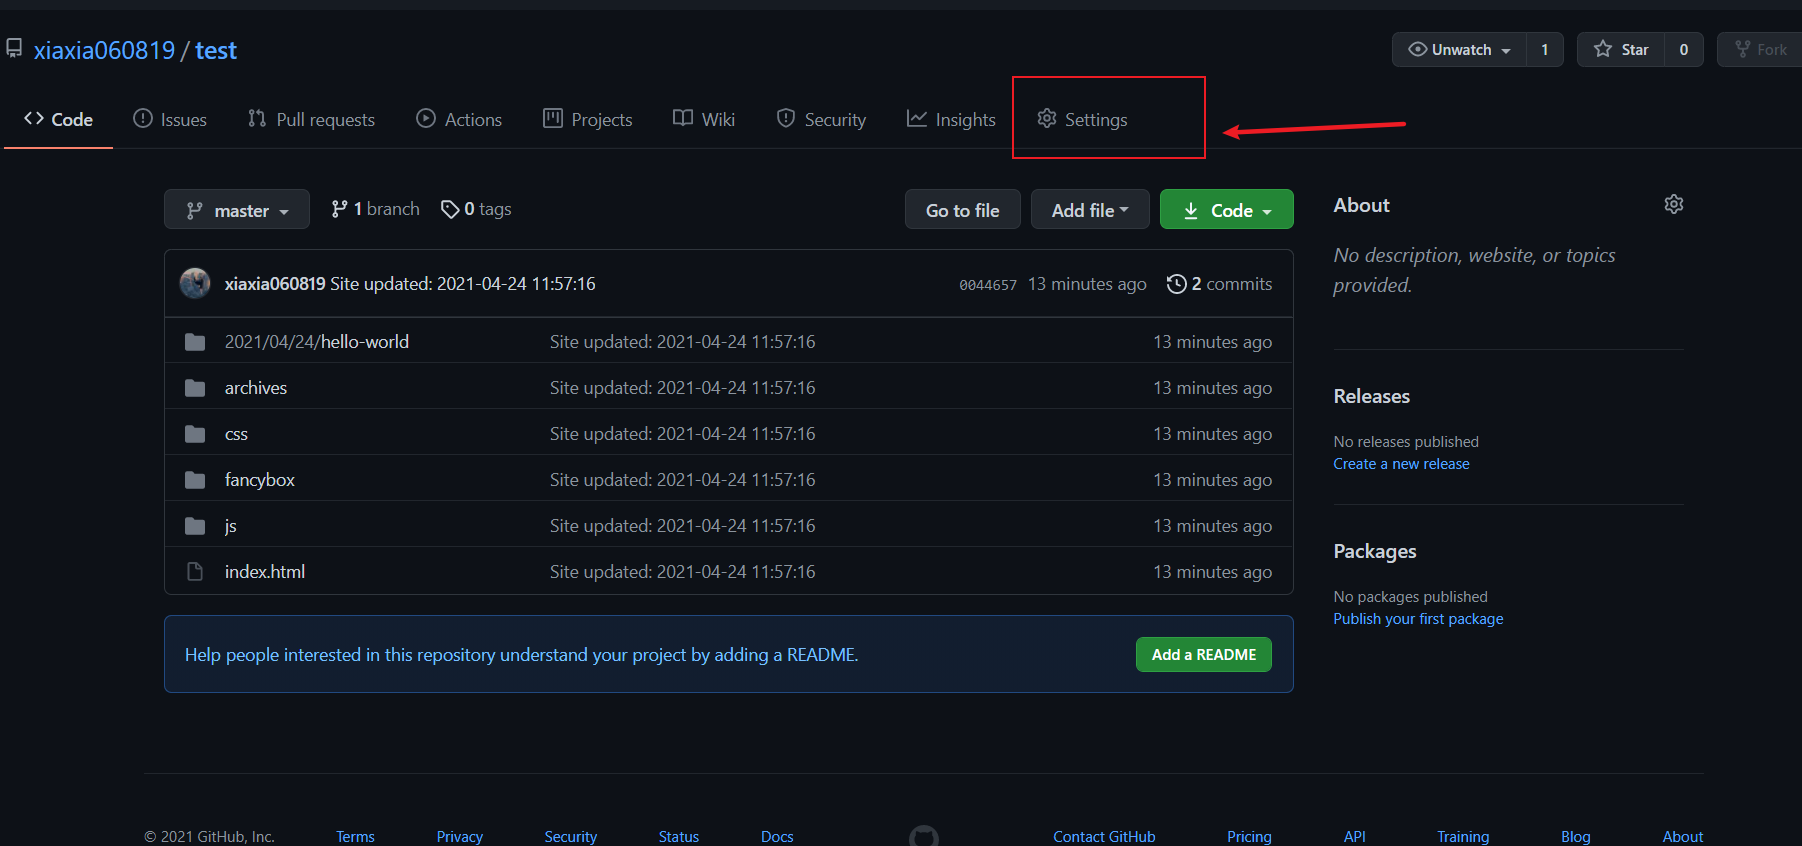 xiaxia060819 / test
Unwatch 1 Star 0 Fork
Code Issues Pull requests Actions Projects Wiki Security Insights Settings
master 1 branch 0 tags Go to file Add file Code
About
No description, website, or topics
provided.
xiaxia060819 Site updated: 2021-04-24 11:57:16 0044657 13 minutes ago 2 commits
2021/04/24/hello-world Site updated: 2021-04-24 11:57:16 13 minutes ago
archives Site updated: 2021-04-24 11:57:16 13 minutes ago
css Site updated: 2021-04-24 11:57:16 13 minutes ago
fancybox Site updated: 2021-04-24 11:57:16 13 minutes ago
js Site updated: 2021-04-24 11:57:16 13 minutes ago
index.html Site updated: 2021-04-24 11:57:16 13 minutes ago
Releases
No releases published
Create a new release
Packages
No packages published
Publish your first package
Help people interested in this repository understand your project by adding a README. Add a README
© 2021 GitHub, Inc. Terms Privacy Security Status Docs Contact GitHub Pricing API Training Blog About